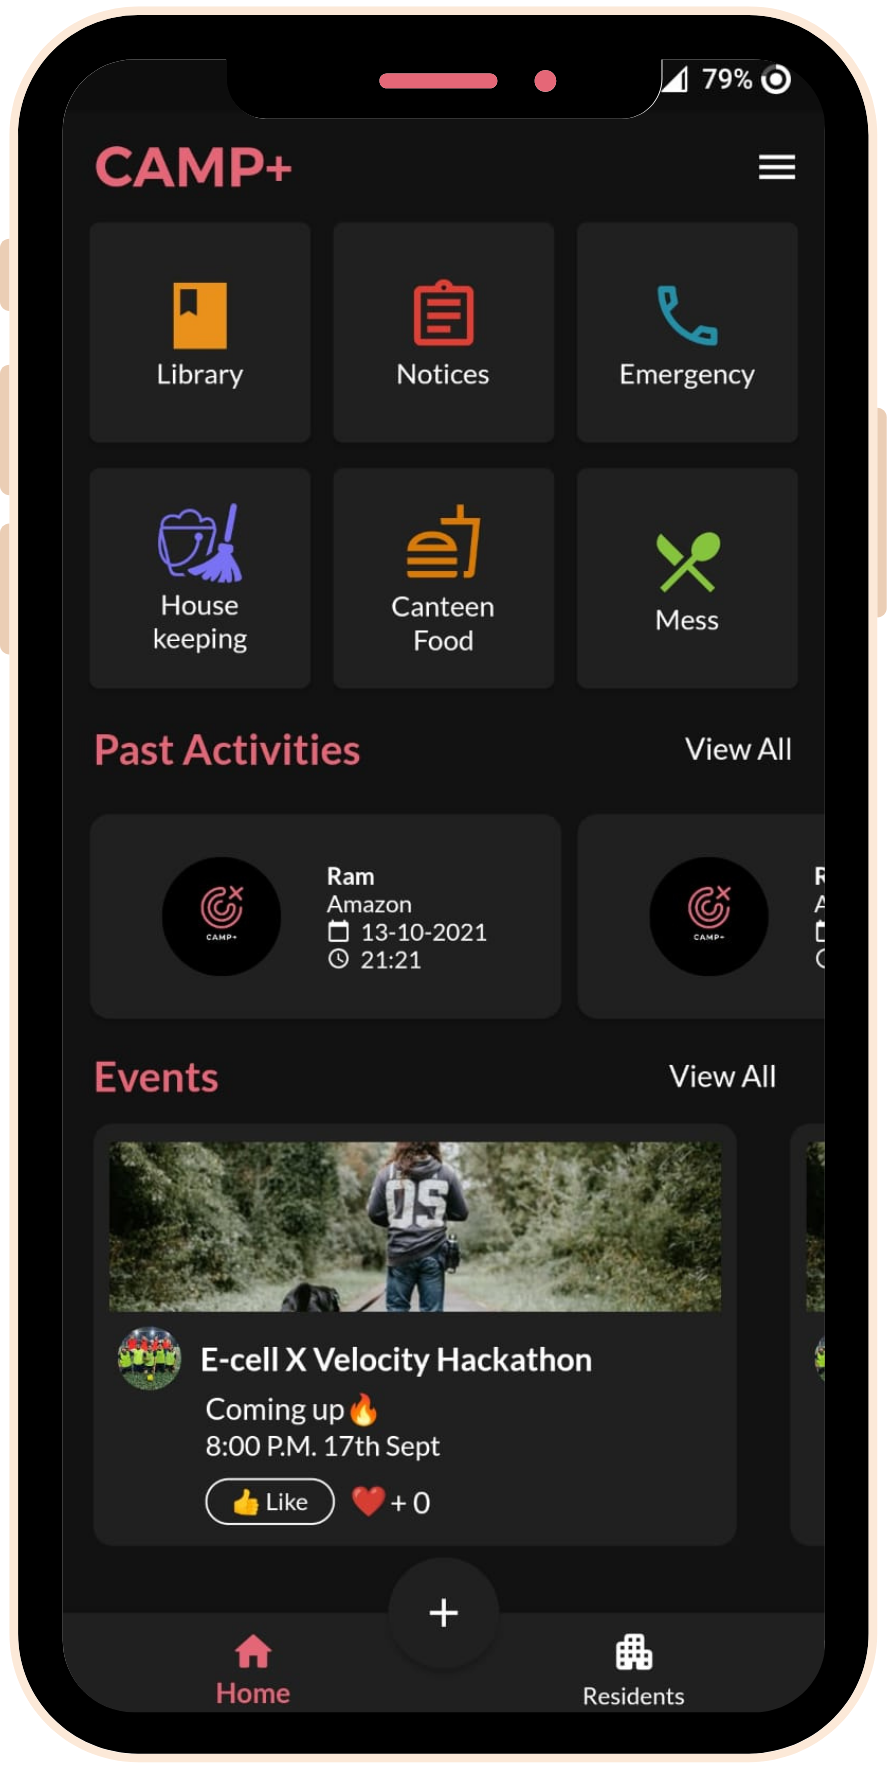 79%
CAMP+
Library
Notices
Emergency
House
keeping
Canteen
Food
Mess
Past Activities
View All
CAMP+
Ram
Amazon
13-10-2021
21:21
CAMP+
Events
View All
OS
E-cell X Velocity Hackathon
Coming up🔥
8:00 P.M. 17th Sept
👍 Like ❤️ + 0
+
Home
Residents